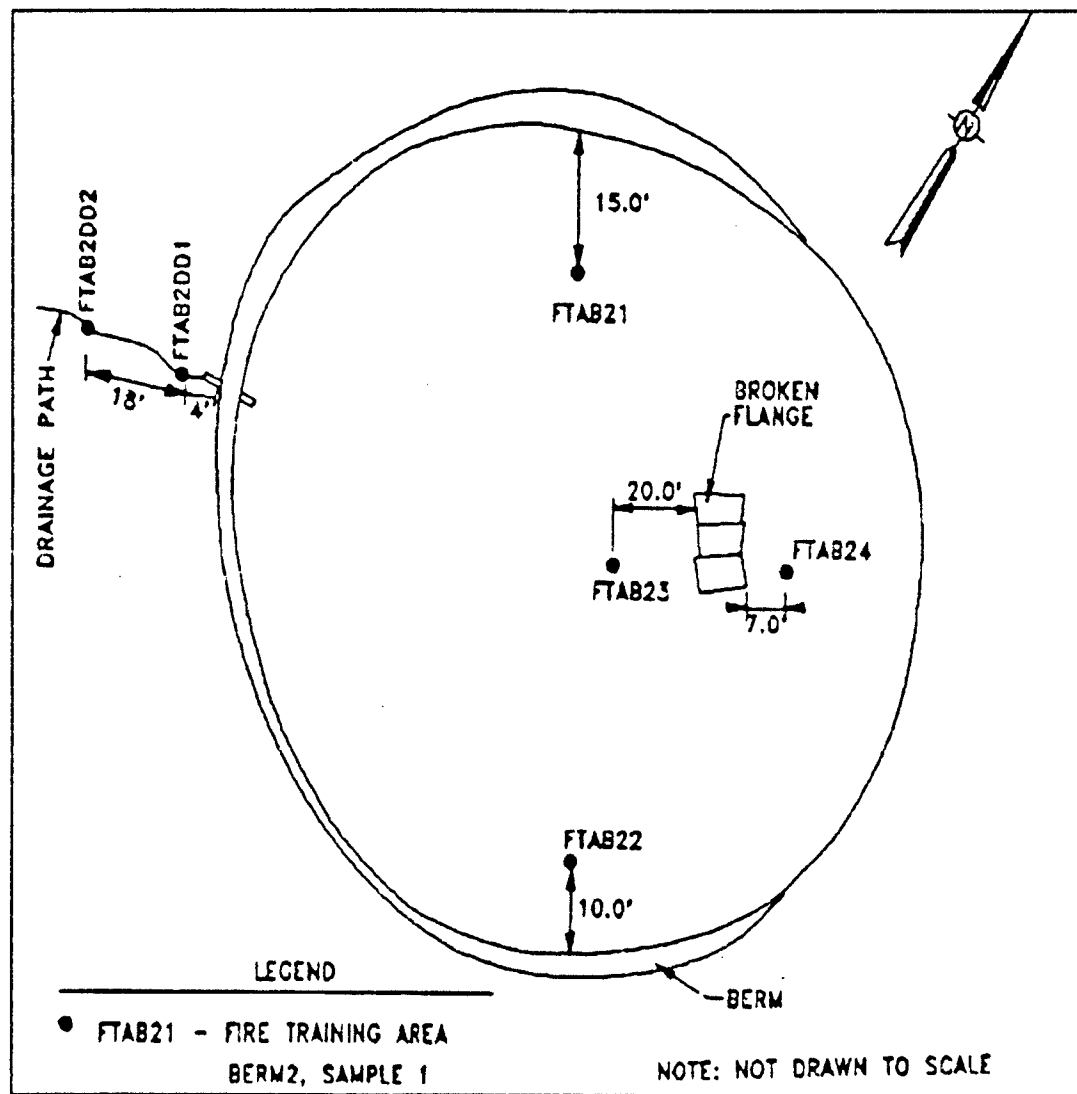 N
15.0'
FTAB21
FTAB2DD2
FTAB2DD1
18'
4'
DRAINAGE PATH
BROKEN
FLANGE
20.0'
FTAB23
FTAB24
7.0'
FTAB22
10.0'
BERM
LEGEND
FTAB21 - FIRE TRAINING AREA
BERM2, SAMPLE 1
NOTE: NOT DRAWN TO SCALE